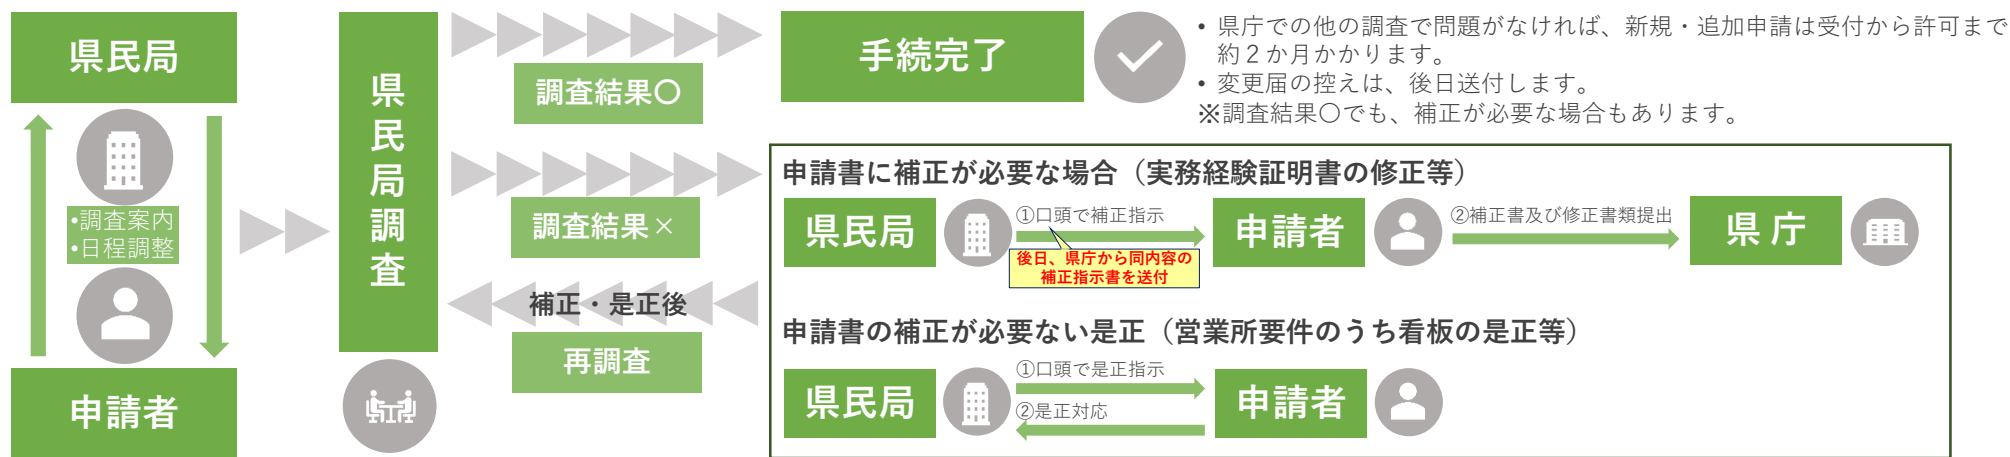 県民局
•調査案内
•日程調整
申請者
県民局調査
調査結果〇
手続完了
• 県庁での他の調査で問題がなければ、新規・追加申請は受付から許可まで
約２か月かかります。
• 変更届の控えは、後日送付します。
※調査結果〇でも、補正が必要な場合もあります。
調査結果×
補正・是正後
再調査
申請書に補正が必要な場合（実務経験証明書の修正等）
県民局
①口頭で補正指示
後日、県庁から同内容の
補正指示書を送付
申請者
②補正書及び修正書類提出
県 庁
申請書の補正が必要ない是正（営業所要件のうち看板の是正等）
県民局
①口頭で是正指示
②是正対応
申請者